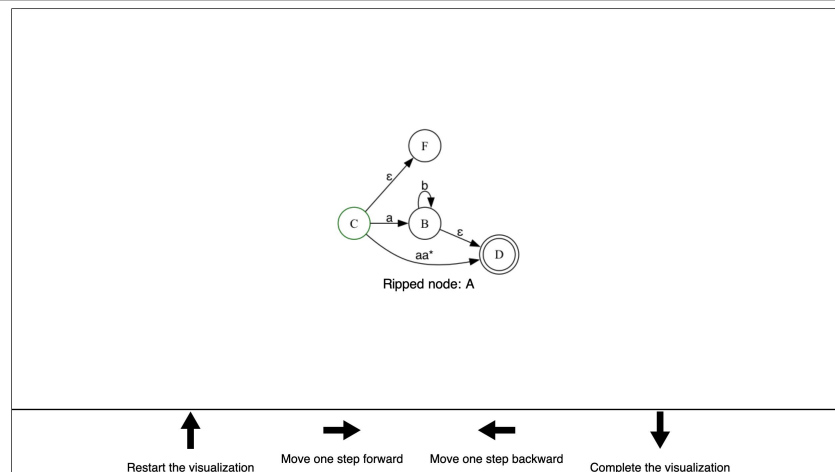 F
ε
b
C
a
B
ε
aa*
D
Ripped node: A
Restart the visualization
Move one step forward
Move one step backward
Complete the visualization